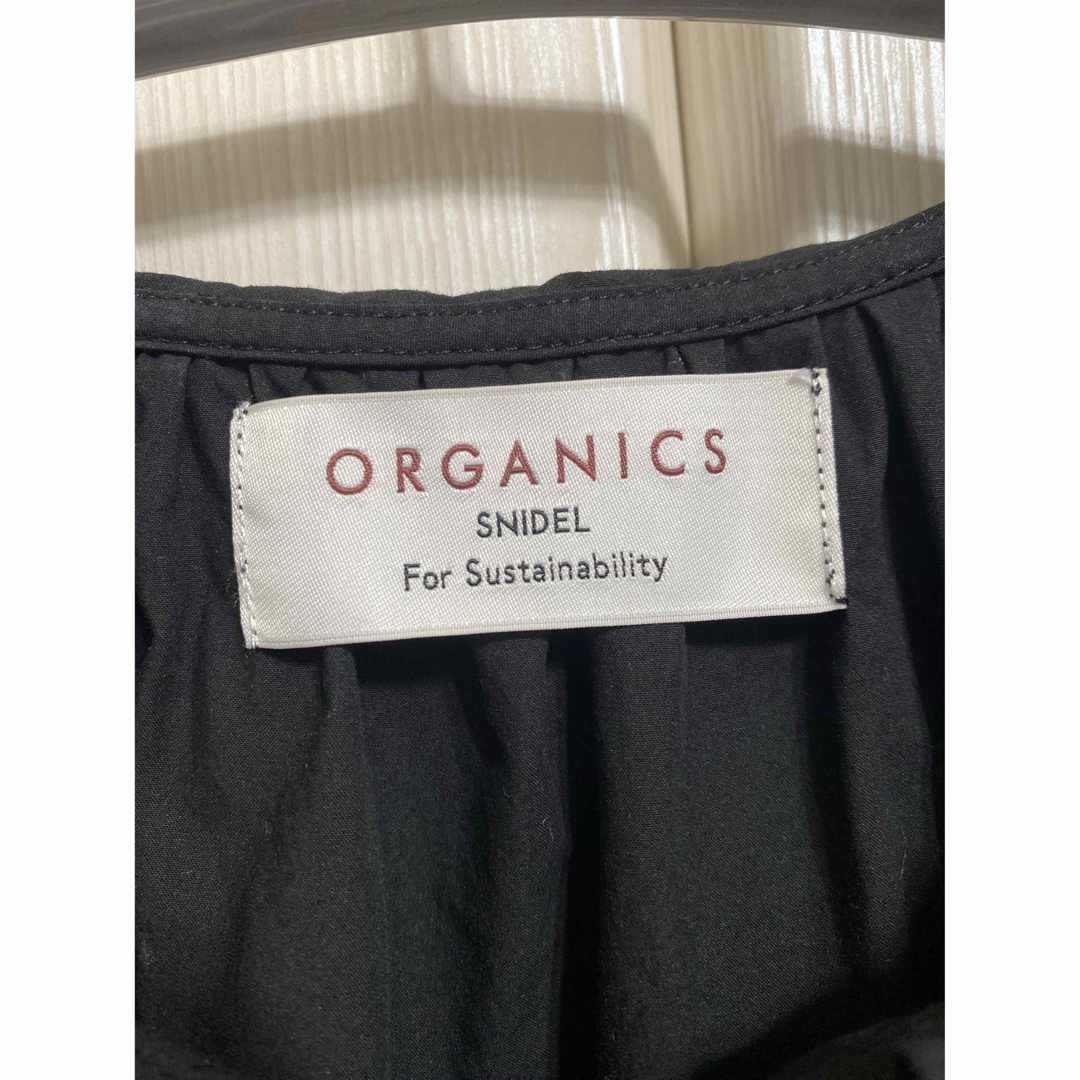 ORGANICS
SNIDEL
For Sustainability